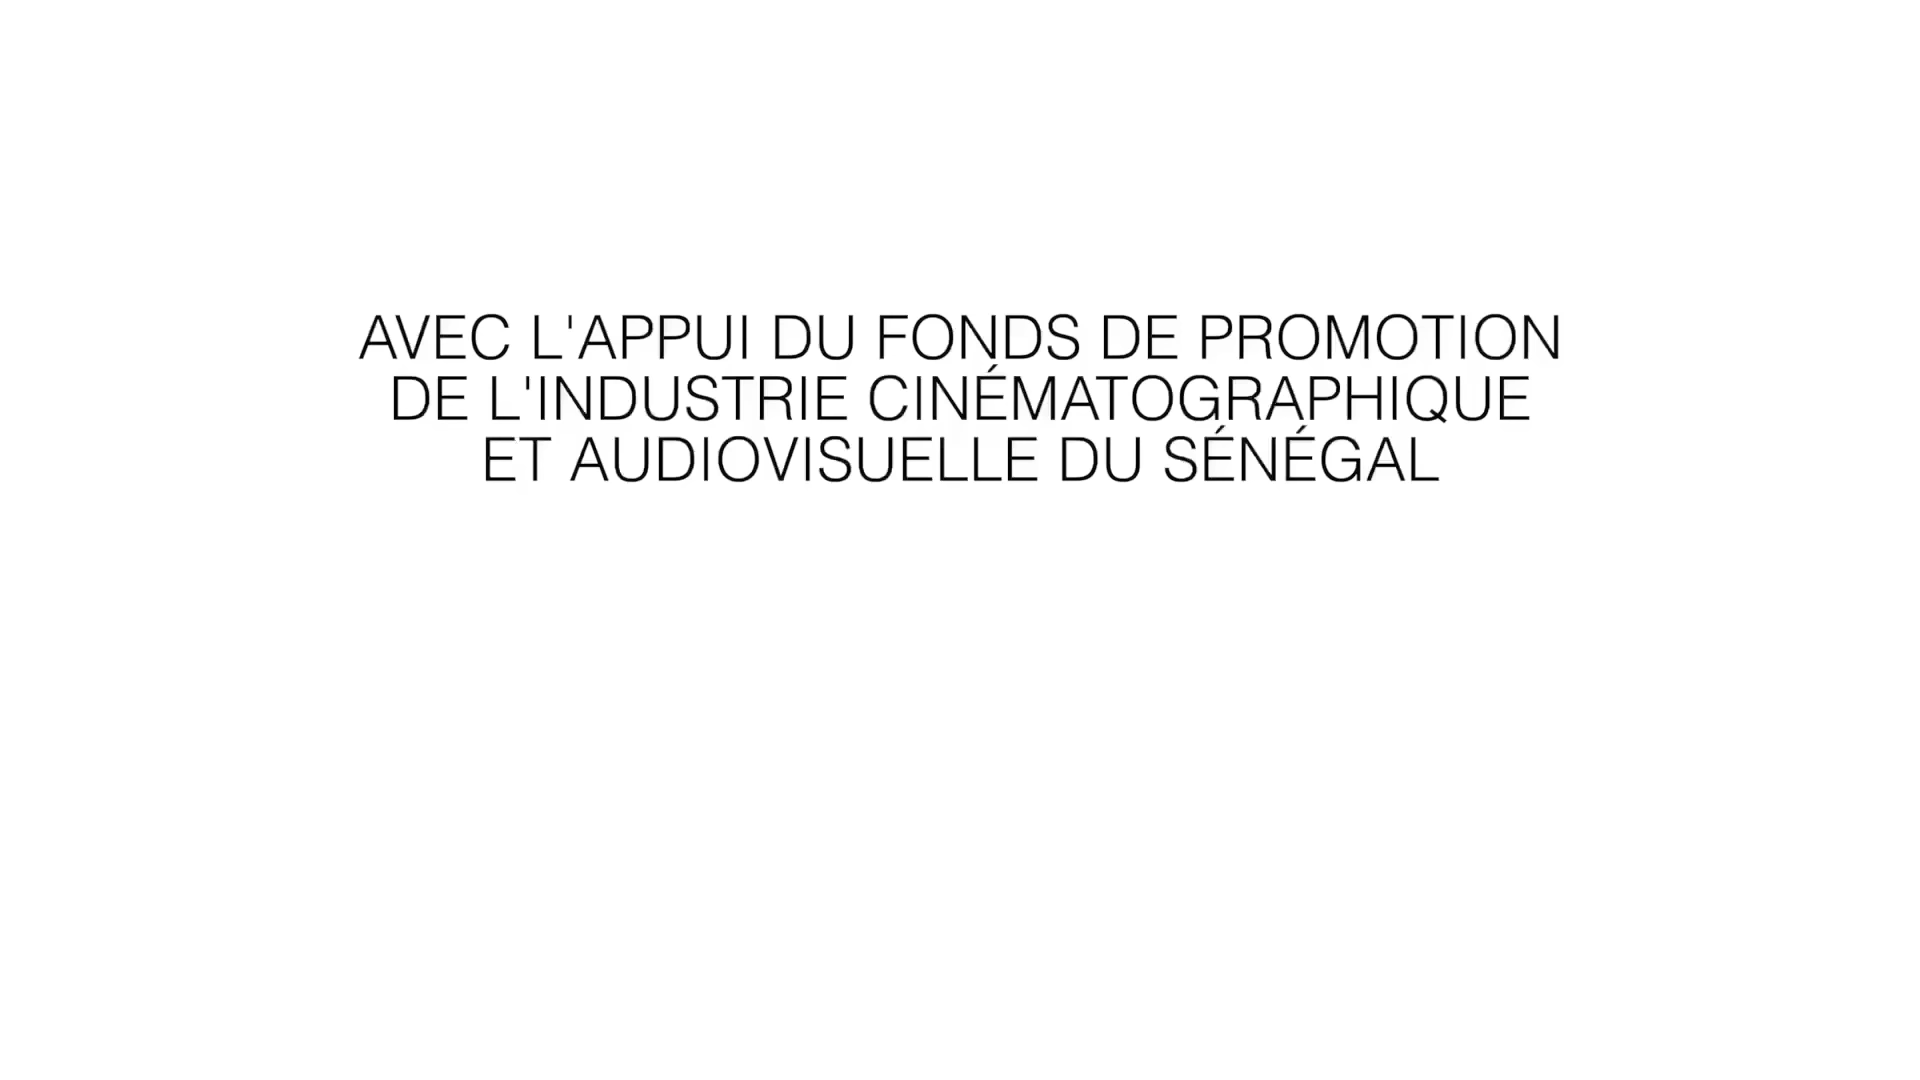 AVEC L'APPUI DU FONDS DE PROMOTION
DE L'INDUSTRIE CINÉMATOGRAPHIQUE
ET AUDIOVISUELLE DU SÉNÉGAL